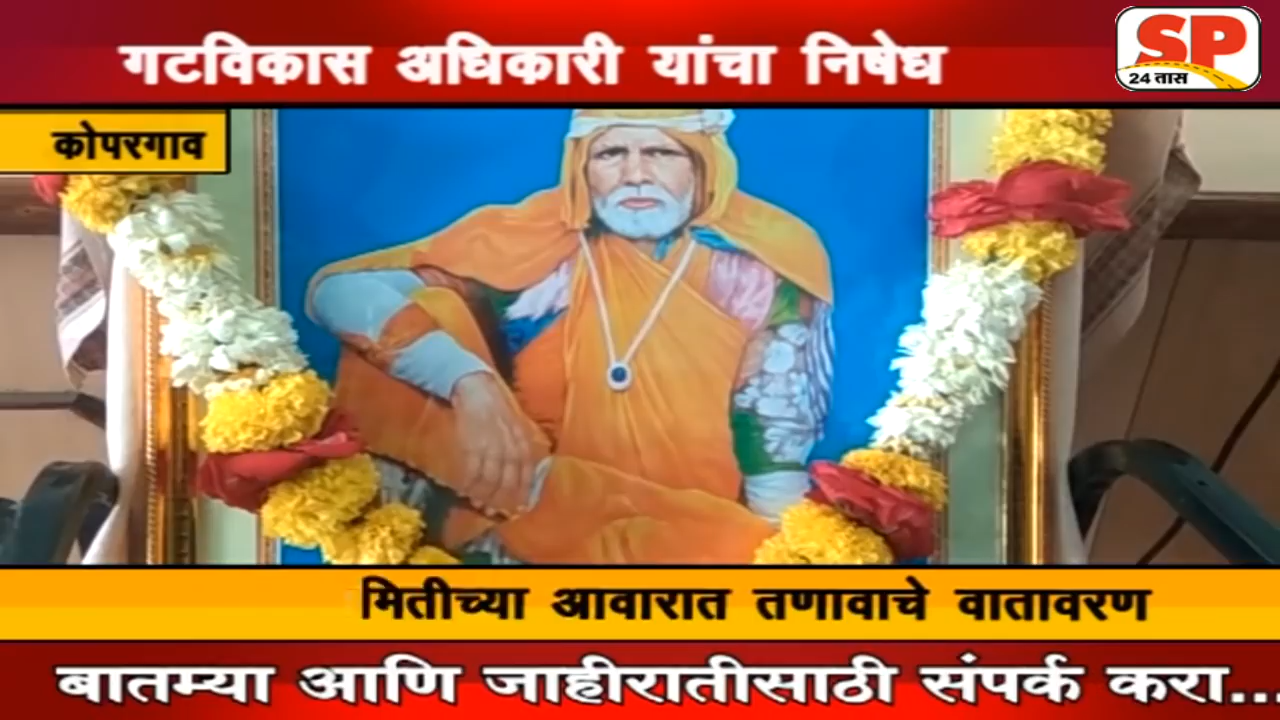 गटविकास अधिकारी यांचा निषेध
SP
24 तास
कोपरगाव
मितीच्या आवारात तणावाचे वातावरण
बातम्या आणि जाहीरातीसाठी संपर्क करा...